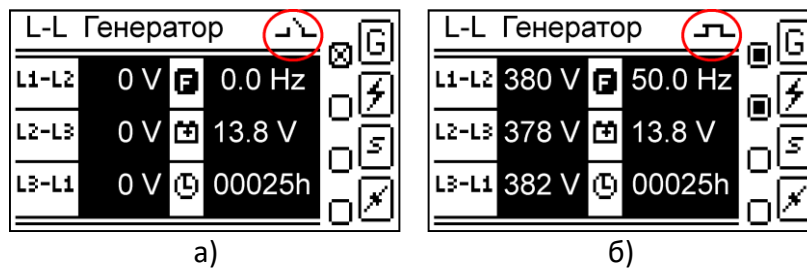 L-L Генератор
G
L1-L2 0 V F 0.0 Hz
L2-L3 0 V 13.8 V
S
L3-L1 0 V 00025h
а)
L-L Генератор
G
L1-L2 380 V F 50.0 Hz
L2-L3 378 V 13.8 V
S
L3-L1 382 V 00025h
б)